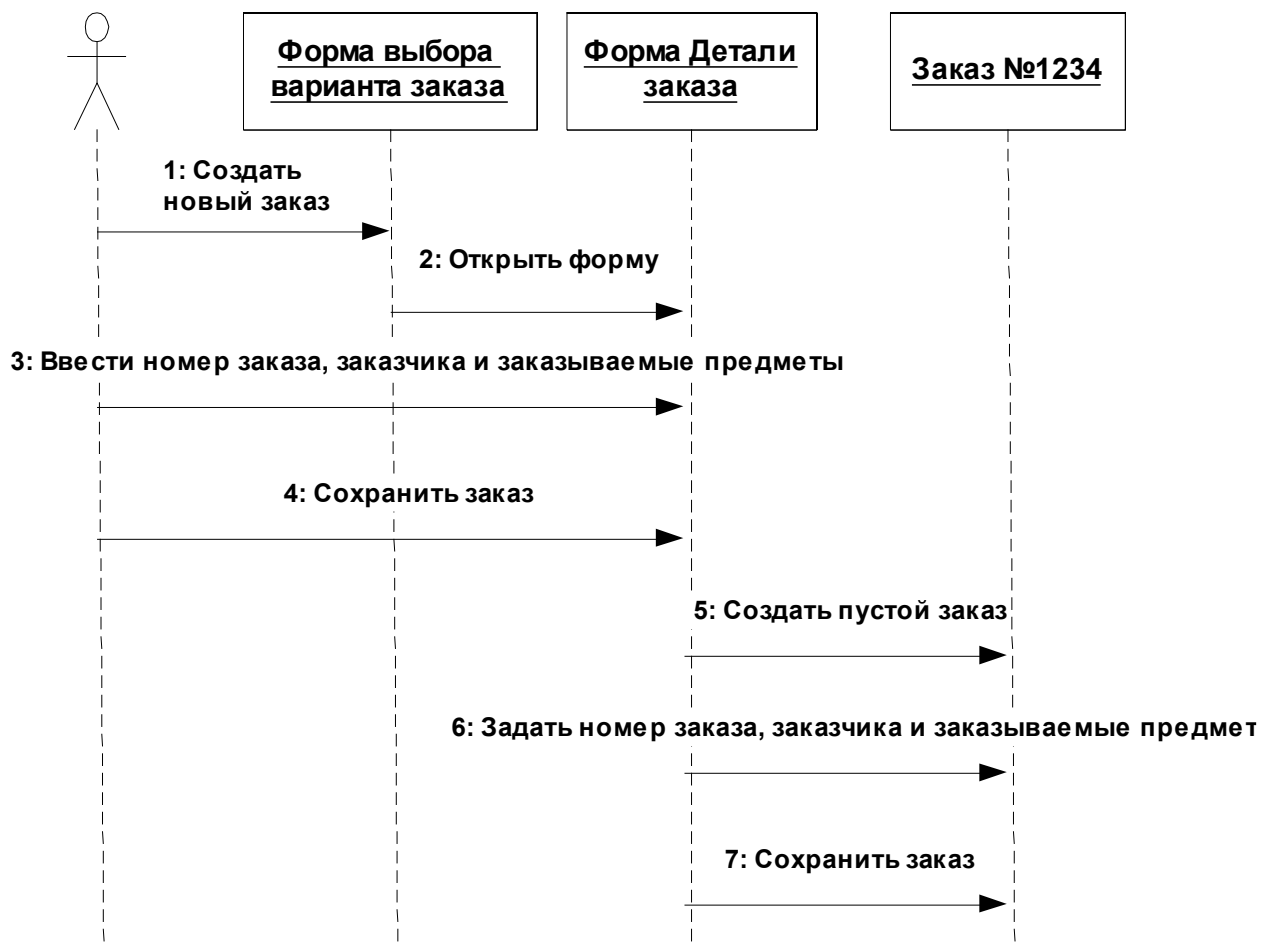 Форма выбора
варианта заказа
Форма Детали
заказа
Заказ №1234
1: Создать
новый заказ
2: Открыть форму
3: Ввести номер заказа, заказчика и заказываемые предметы
4: Сохранить заказ
5: Создать пустой заказ
6: Задать номер заказа, заказчика и заказываемые предмет
7: Сохранить заказ